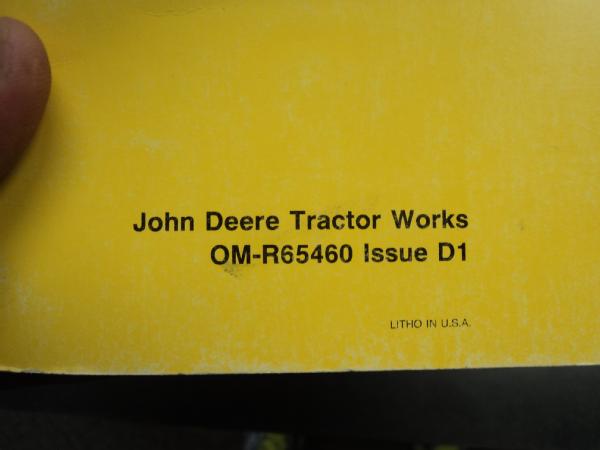 John Deere Tractor Works
OM-R65460 Issue D1
LITHO IN U.S.A.